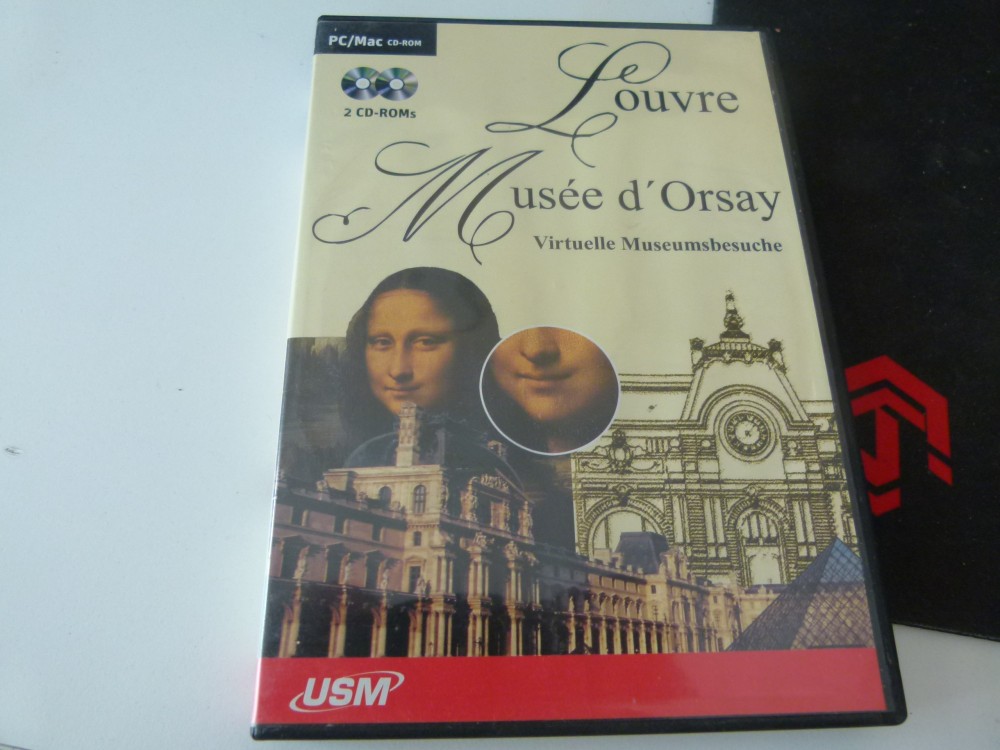 PC/Mac CD-ROM
2 CD-ROMs
Louvre
Musée d´Orsay
Virtuelle Museumsbesuche
USM